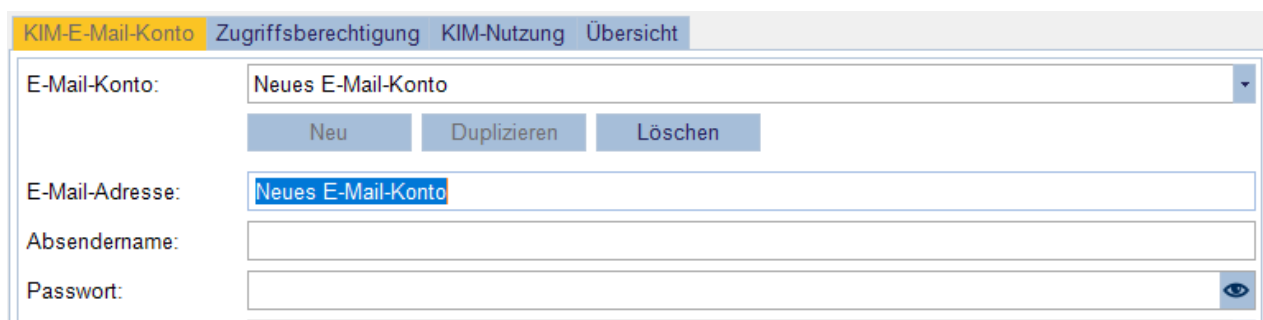 KIM-E-Mail-Konto Zugriffsberechtigung KIM-Nutzung Übersicht
E-Mail-Konto: Neues E-Mail-Konto
Neu Duplizieren Löschen
E-Mail-Adresse: Neues E-Mail-Konto
Absendername:
Passwort: